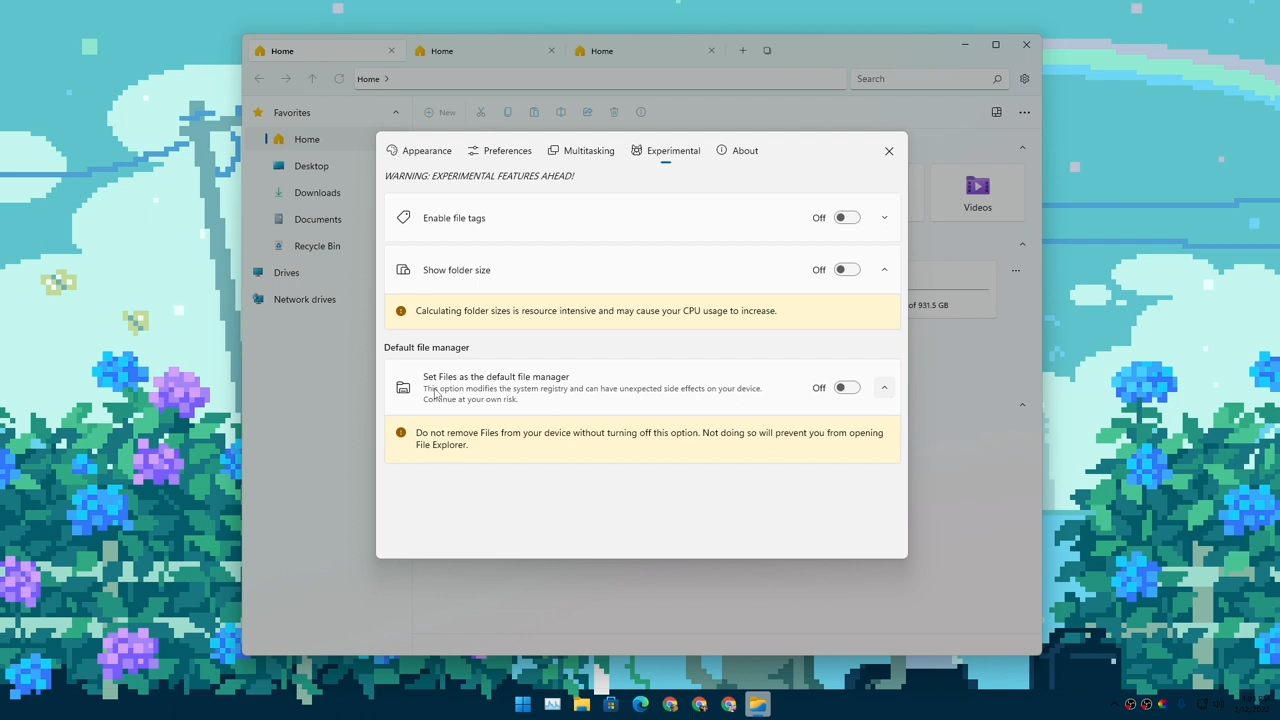 Home
Home
Home
Home
Search
Favorites
New
Home
Desktop
Downloads
Documents
Recycle Bin
Drives
Network drives
Videos
of 931.5 GB
Appearance
Preferences
Multitasking
Experimental
About
WARNING: EXPERIMENTAL FEATURES AHEAD!
Enable file tags
Off
Show folder size
Off
Calculating folder sizes is resource intensive and may cause your CPU usage to increase.
Default file manager
Set Files as the default file manager
This option modifies the system registry and can have unexpected side effects on your device.
Continue at your own risk.
Off
Do not remove Files from your device without turning off this option. Not doing so will prevent you from opening
File Explorer.